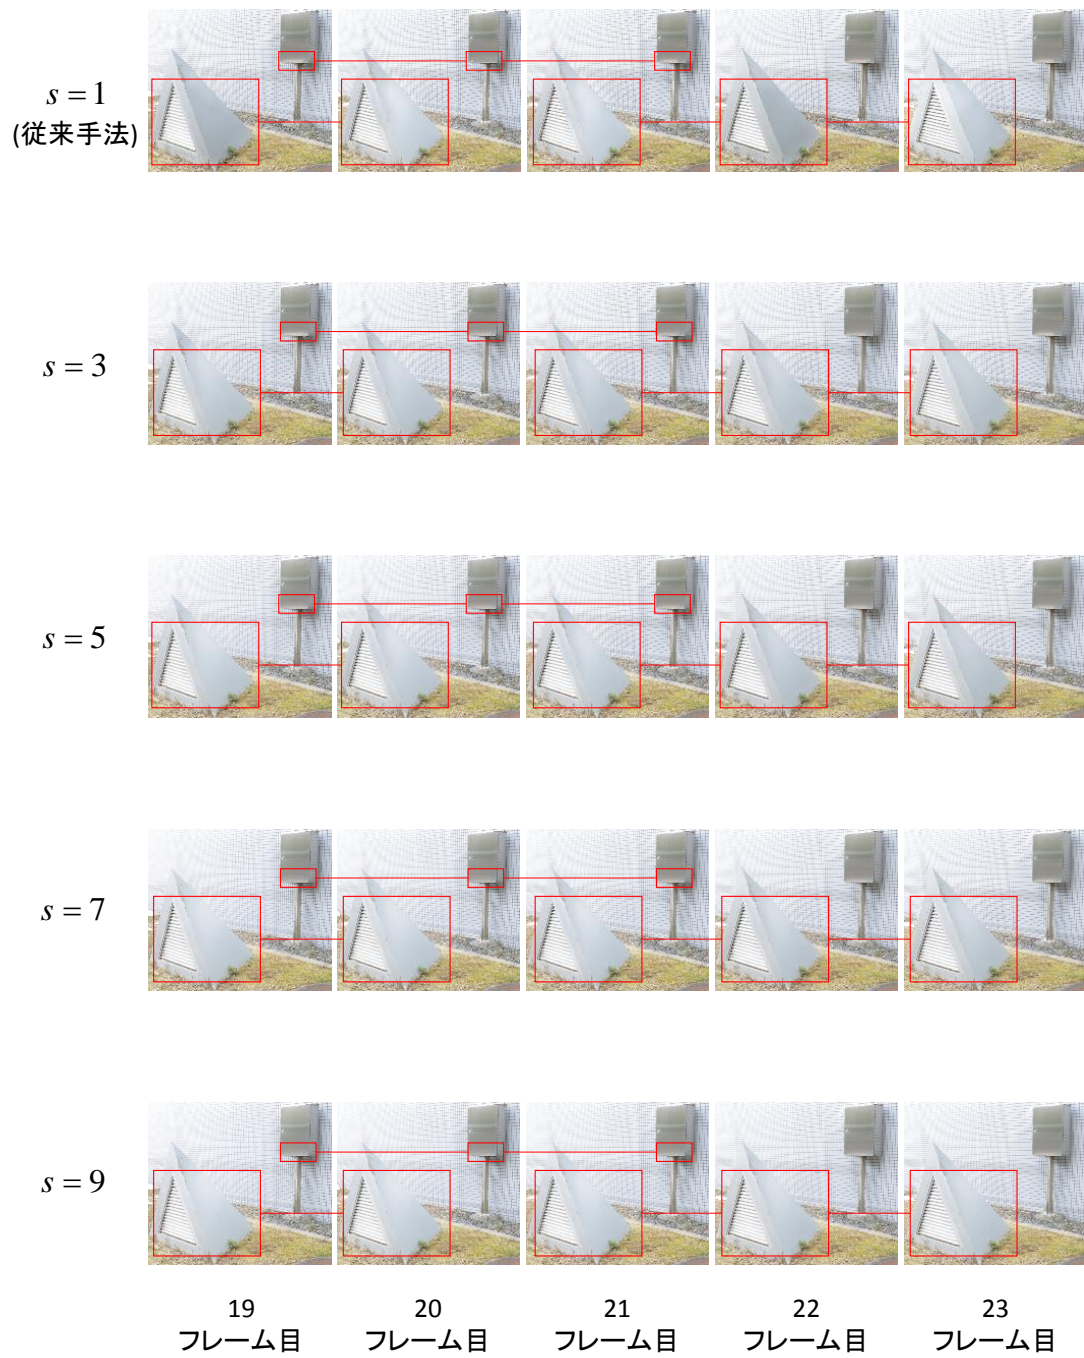 s = 1
(従来手法)
s = 3
s = 5
s = 7
s = 9
19 20 21 22 23
フレーム目 フレーム目 フレーム目 フレーム目 フレーム目